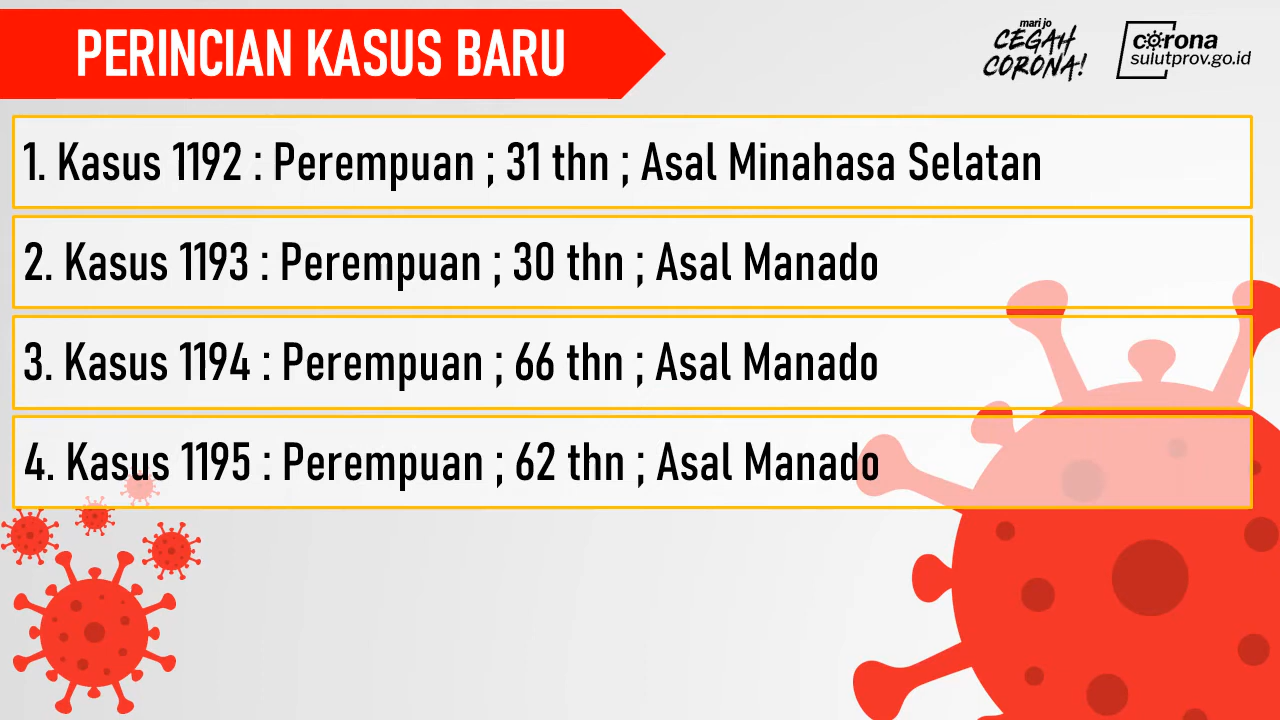 PERINCIAN KASUS BARU
mari jo
CEGAH
CORONA!
corona
sulutprov.go.id
1. Kasus 1192 : Perempuan ; 31 thn ; Asal Minahasa Selatan
2. Kasus 1193 : Perempuan ; 30 thn ; Asal Manado
3. Kasus 1194 : Perempuan ; 66 thn ; Asal Manado
4. Kasus 1195 : Perempuan ; 62 thn ; Asal Manado